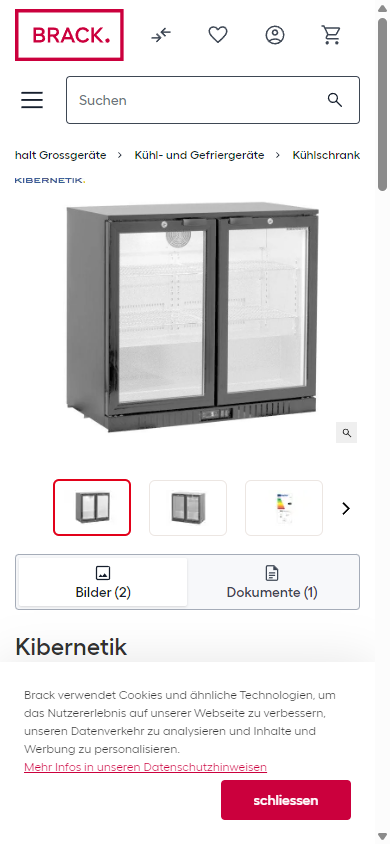 BRACK.
Suchen
halt Grossgeräte > Kühl- und Gefriergeräte > Kühlschrank
KIBERNETIK.
Bilder (2)
Dokumente (1)
Kibernetik
Brack verwendet Cookies und ähnliche Technologien, um
das Nutzererlebnis auf unserer Webseite zu verbessern,
unseren Datenverkehr zu analysieren und Inhalte und
Werbung zu personalisieren.
Mehr Infos in unseren Datenschutzhinweisen
schliessen